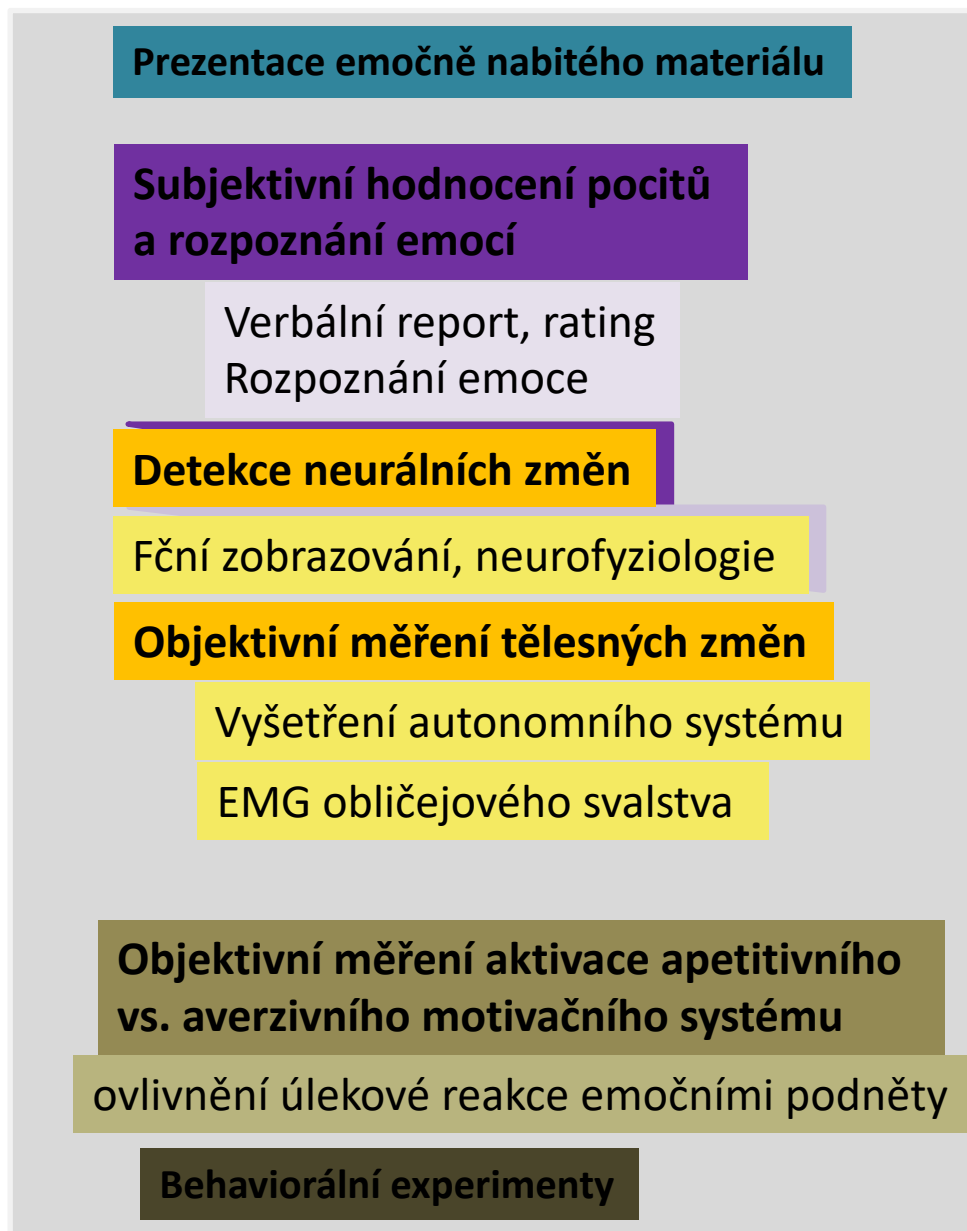 Prezentace emočně nabitého materiálu
Subjektivní hodnocení pocitů
a rozpoznání emocí
Verbální report, rating
Rozpoznání emoce
Detekce neurálních změn
Fční zobrazování, neurofyziologie
Objektivní měření tělesných změn
Vyšetření autonomního systému
EMG obličejového svalstva
Objektivní měření aktivace apetitivního
vs. averzivního motivačního systému
ovlivnění úlekové reakce emočními podněty
Behaviorální experimenty